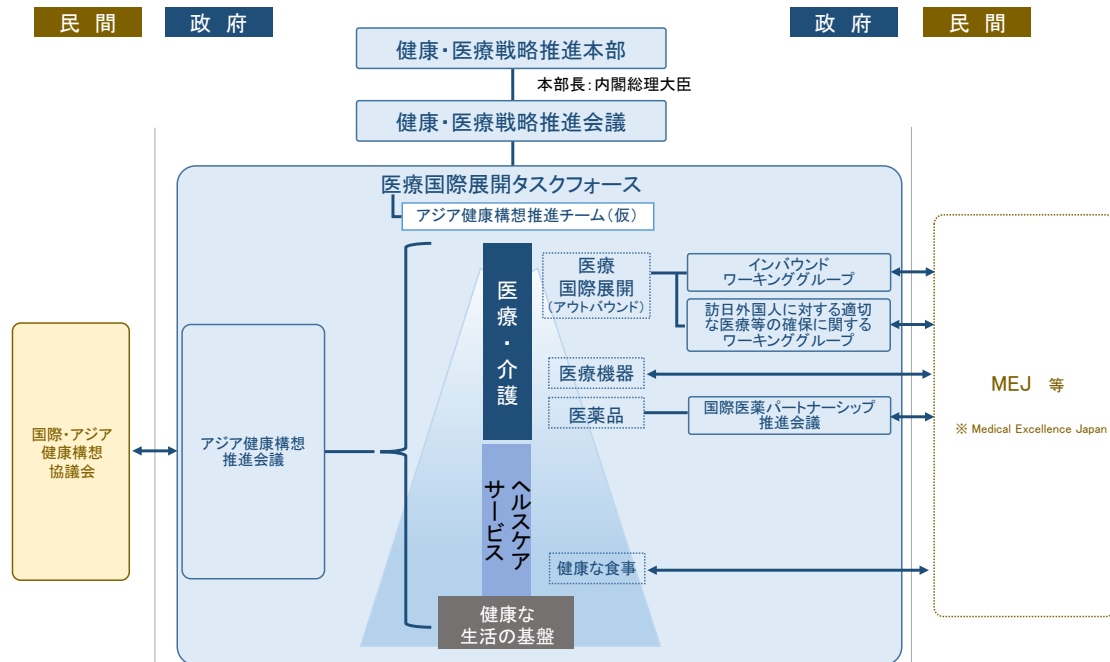 民 間
政 府
政 府
民 間
健康・医療戦略推進本部
本部長：内閣総理大臣
健康・医療戦略推進会議
医療国際展開タスクフォース
アジア健康構想推進チーム（仮）
医療・介護
医療
国際展開
（アウトバウンド）
インバウンド
ワーキンググループ
訪日外国人に対する適切
な医療等の確保に関する
ワーキンググループ
医療機器
医薬品
国際医薬パートナーシップ
推進会議
MEJ 等
※ Medical Excellence Japan
国際・アジア
健康構想
協議会
アジア健康構想
推進会議
ヘルスケア
サービス
健康な食事
健康な
生活の基盤